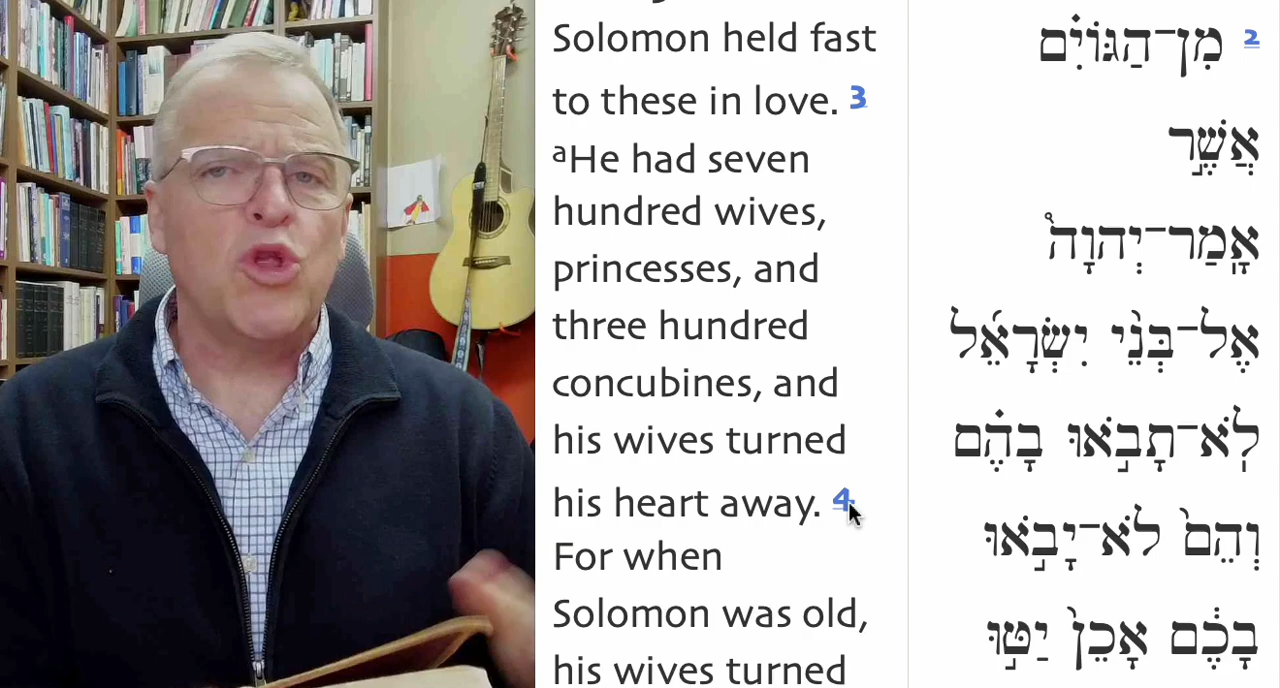 Solomon held fast
to these in love. 3
aHe had seven
hundred wives,
princesses, and
three hundred
concubines, and
his wives turned
his heart away. 4
For when
Solomon was old,
his wives turned
2 מִן־הַגּוֹיִ֗ם
אֲשֶׁ֣ר
אָֽמַר־יְהוָה֩
אֶל־בְּנֵ֨י יִשְׂרָאֵ֜ל
לֹֽא־תָבֹ֣אוּ בָהֶ֗ם
וְהֵם֙ לֹא־יָבֹ֣אוּ
בָכֶ֔ם אָכֵן֙ יַטּ֣וּ